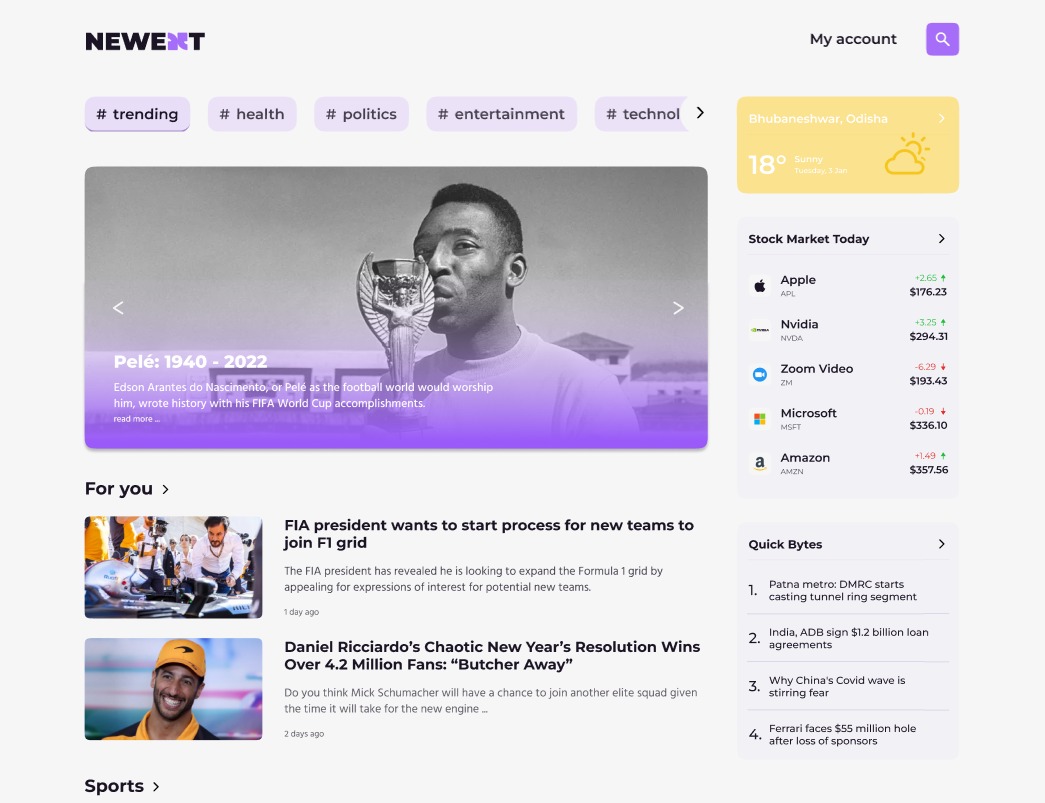 NEWEXT
My account
# trending
# health
# politics
# entertainment
# technol
Bhubaneshwar, Odisha
18°
Sunny
Tuesday, 3 Jan
Pelé: 1940 - 2022
Edson Arantes do Nascimento, or Pelé as the football world would worship
him, wrote history with his FIFA World Cup accomplishments.
read more ...
Stock Market Today
Apple
+2.65
APL
$176.23
Nvidia
+3.25
NVDA
$294.31
Zoom Video
-6.29
ZM
$193.43
Microsoft
-0.19
MSFT
$336.10
Amazon
+1.49
AMZN
$357.56
For you
FIA president wants to start process for new teams to
join F1 grid
The FIA president has revealed he is looking to expand the Formula 1 grid by
appealing for expressions of interest for potential new teams.
1 day ago
Daniel Ricciardo’s Chaotic New Year’s Resolution Wins
Over 4.2 Million Fans: “Butcher Away”
Do you think Mick Schumacher will have a chance to join another elite squad given
the time it will take for the new engine ...
2 days ago
Quick Bytes
1. Patna metro: DMRC starts
casting tunnel ring segment
2. India, ADB sign $1.2 billion loan
agreements
3. Why China's Covid wave is
stirring fear
4. Ferrari faces $55 million hole
after loss of sponsors
Sports